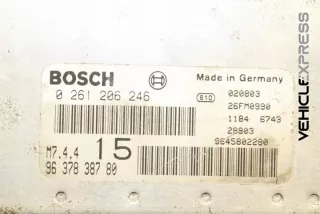 BOSCH
Made in Germany
0 261 206 246
810
020803
26FM0990
1184 6743
28803
9645802280
M7.4.4 15
96 378 387 80
VEHICLEXPRESS